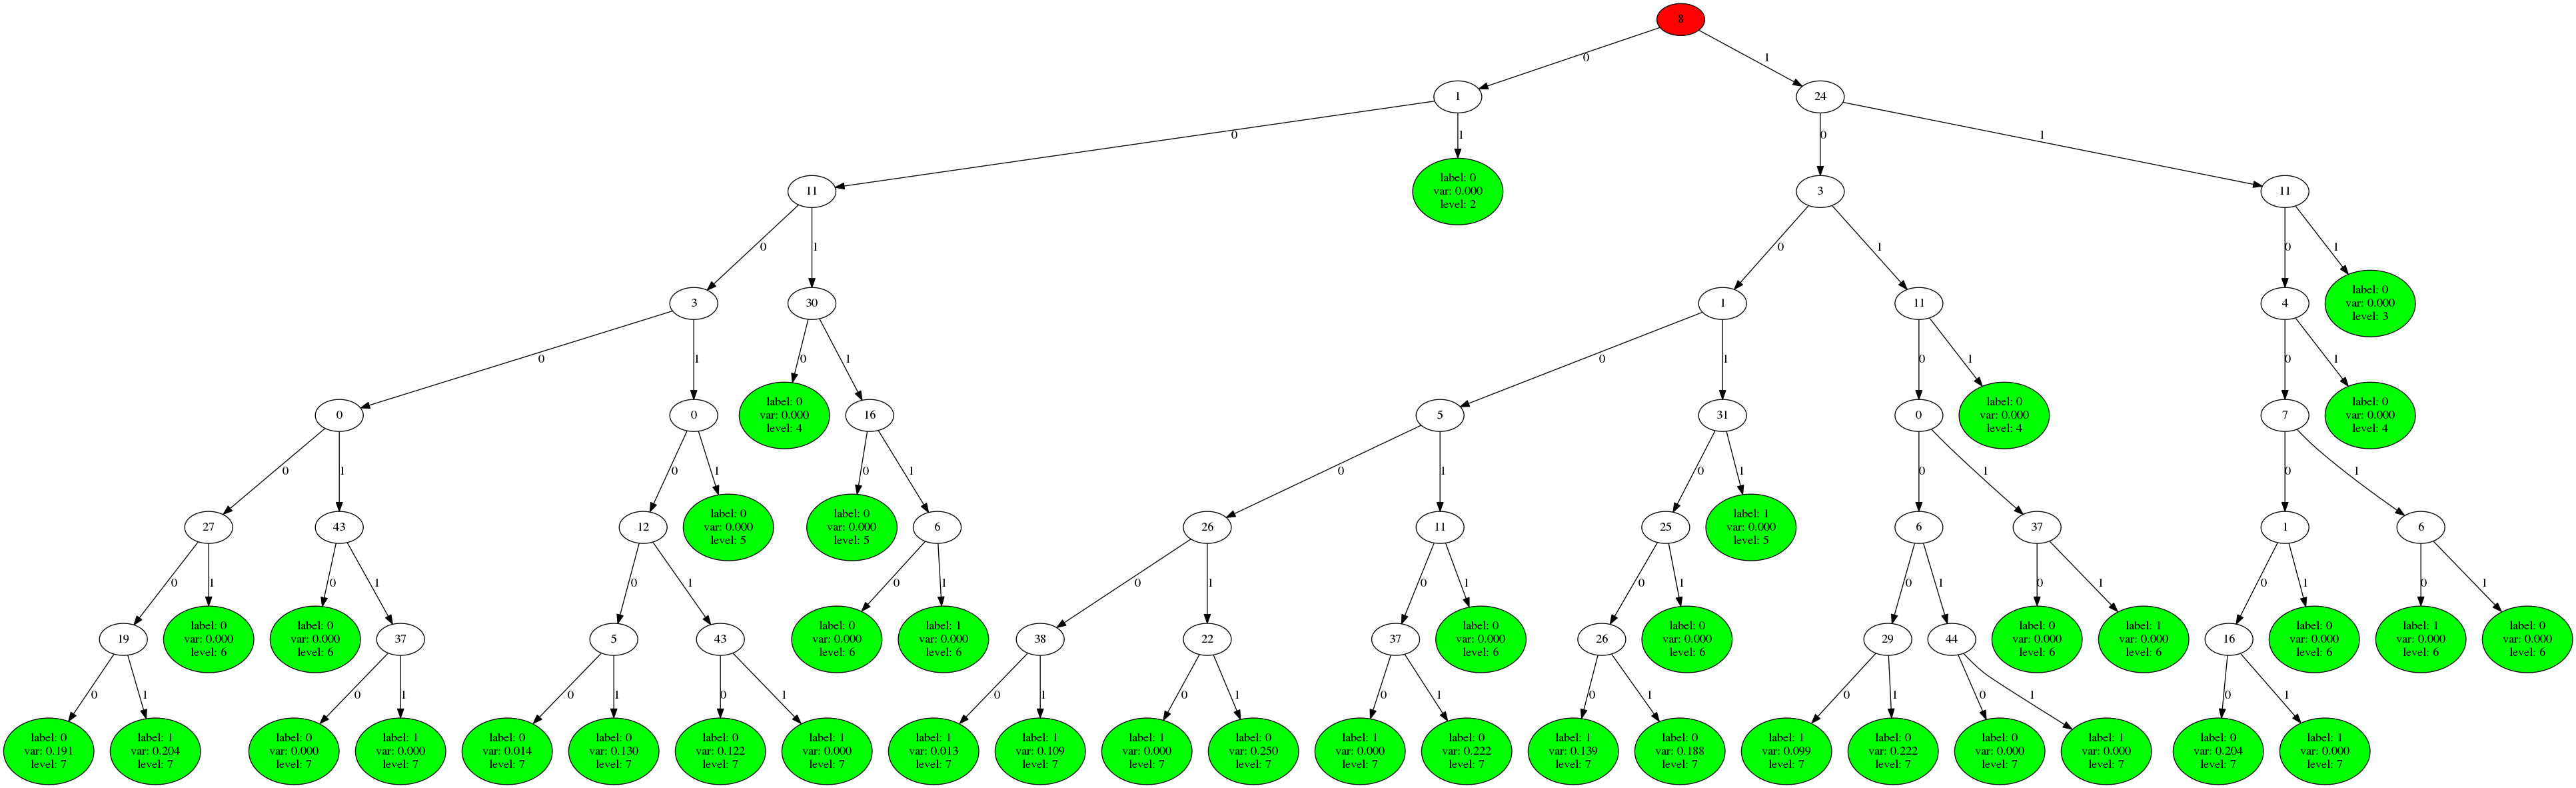 8
0
1
1
24
0
1
0
1
11
label: 0
var: 0.000
level: 2
3
11
0
1
0
1
0
1
3
30
1
11
4
label: 0
var: 0.000
level: 3
0
1
0
1
0
1
0
1
0
1
0
0
label: 0
var: 0.000
level: 4
16
5
31
0
label: 0
var: 0.000
level: 4
7
label: 0
var: 0.000
level: 4
0
1
0
1
0
1
0
1
0
1
0
1
0
1
27
43
12
label: 0
var: 0.000
level: 5
label: 0
var: 0.000
level: 5
6
26
11
25
label: 1
var: 0.000
level: 5
6
37
1
6
0
1
0
1
0
1
0
1
0
1
0
1
0
1
0
1
0
1
0
1
0
1
19
label: 0
var: 0.000
level: 6
label: 0
var: 0.000
level: 6
37
5
43
label: 0
var: 0.000
level: 6
label: 1
var: 0.000
level: 6
38
22
37
label: 0
var: 0.000
level: 6
26
label: 0
var: 0.000
level: 6
29
44
label: 0
var: 0.000
level: 6
label: 1
var: 0.000
level: 6
16
label: 0
var: 0.000
level: 6
label: 1
var: 0.000
level: 6
label: 0
var: 0.000
level: 6
0
1
0
1
0
1
0
1
0
1
0
1
0
1
0
1
0
1
0
1
0
1
label: 0
var: 0.191
level: 7
label: 1
var: 0.204
level: 7
label: 0
var: 0.000
level: 7
label: 1
var: 0.000
level: 7
label: 0
var: 0.014
level: 7
label: 0
var: 0.130
level: 7
label: 0
var: 0.122
level: 7
label: 1
var: 0.000
level: 7
label: 1
var: 0.013
level: 7
label: 1
var: 0.109
level: 7
label: 1
var: 0.000
level: 7
label: 0
var: 0.250
level: 7
label: 1
var: 0.000
level: 7
label: 0
var: 0.222
level: 7
label: 1
var: 0.139
level: 7
label: 0
var: 0.188
level: 7
label: 1
var: 0.099
level: 7
label: 0
var: 0.222
level: 7
label: 0
var: 0.000
level: 7
label: 1
var: 0.000
level: 7
label: 0
var: 0.204
level: 7
label: 1
var: 0.000
level: 7